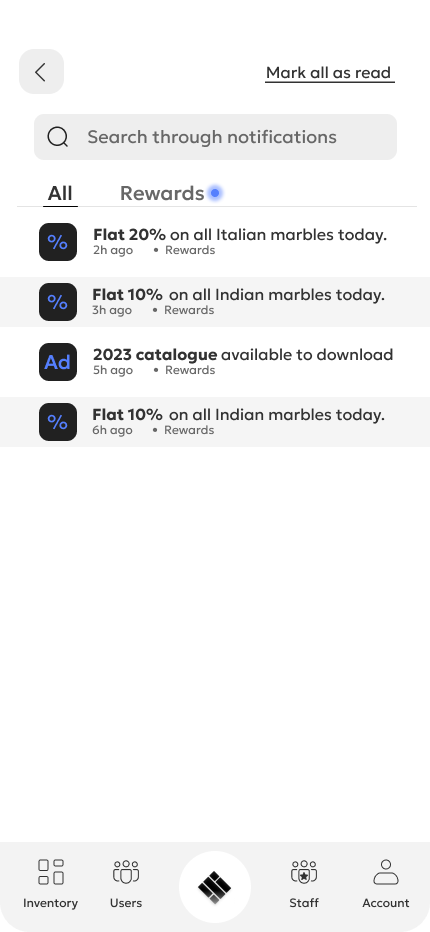 Mark all as read
Search through notifications
All Rewards
% Flat 20% on all Italian marbles today.
2h ago • Rewards
% Flat 10% on all Indian marbles today.
3h ago • Rewards
Ad 2023 catalogue available to download
5h ago • Rewards
% Flat 10% on all Indian marbles today.
6h ago • Rewards
Inventory Users Staff Account